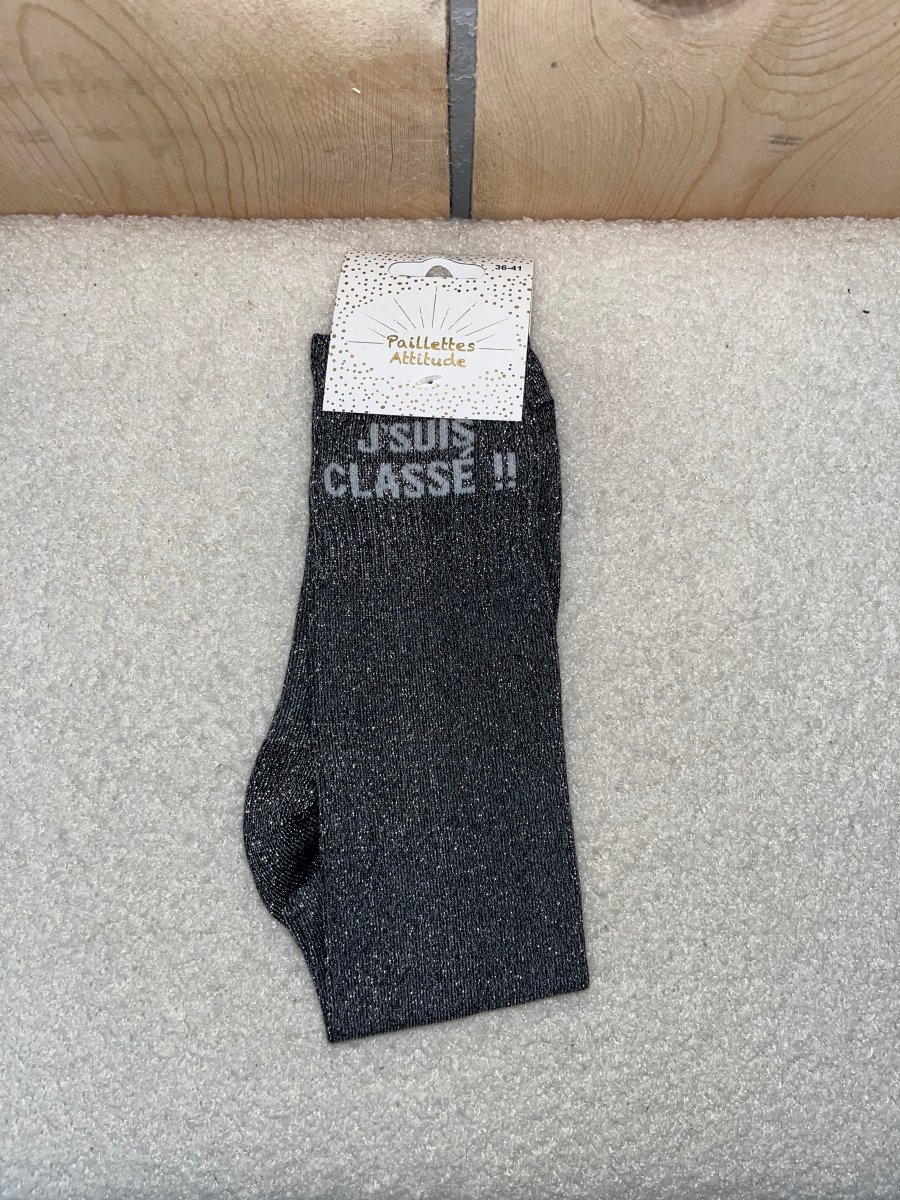 36-41
Paillettes
Attitude
J'SUIS
CLASSE !!